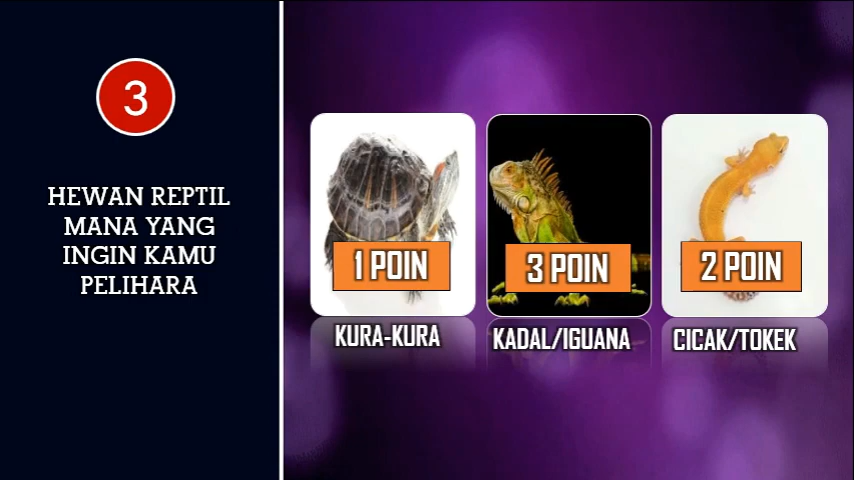 3
HEWAN REPTIL
MANA YANG
INGIN KAMU
PELIHARA
1 POIN
3 POIN
2 POIN
KURA-KURA
KADAL/IGUANA
CICAK/TOKEK